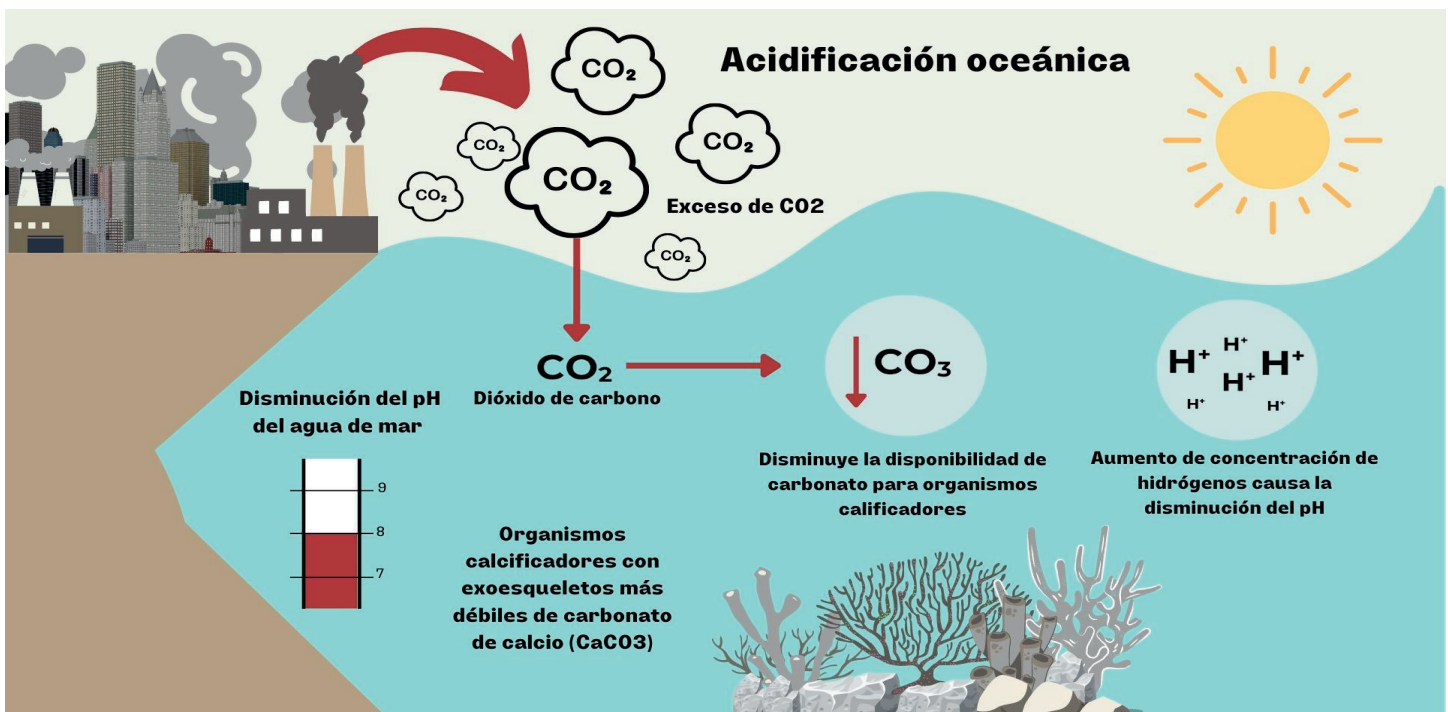 Acidificación oceánica
CO₂
CO₂
CO₂
CO₂
CO₂
Exceso de CO2
CO₂
CO₂
Dióxido de carbono
CO₃
H⁺
H⁺
H⁺
H⁺
H⁺
H⁺
Disminución del pH
del agua de mar
9
8
7
Disminuye la disponibilidad de
carbonato para organismos
calificadores
Aumento de concentración de
hidrógenos causa la
disminución del pH
Organismos
calcificadores con
exoesqueletos más
débiles de carbonato
de calcio (CaCO3)